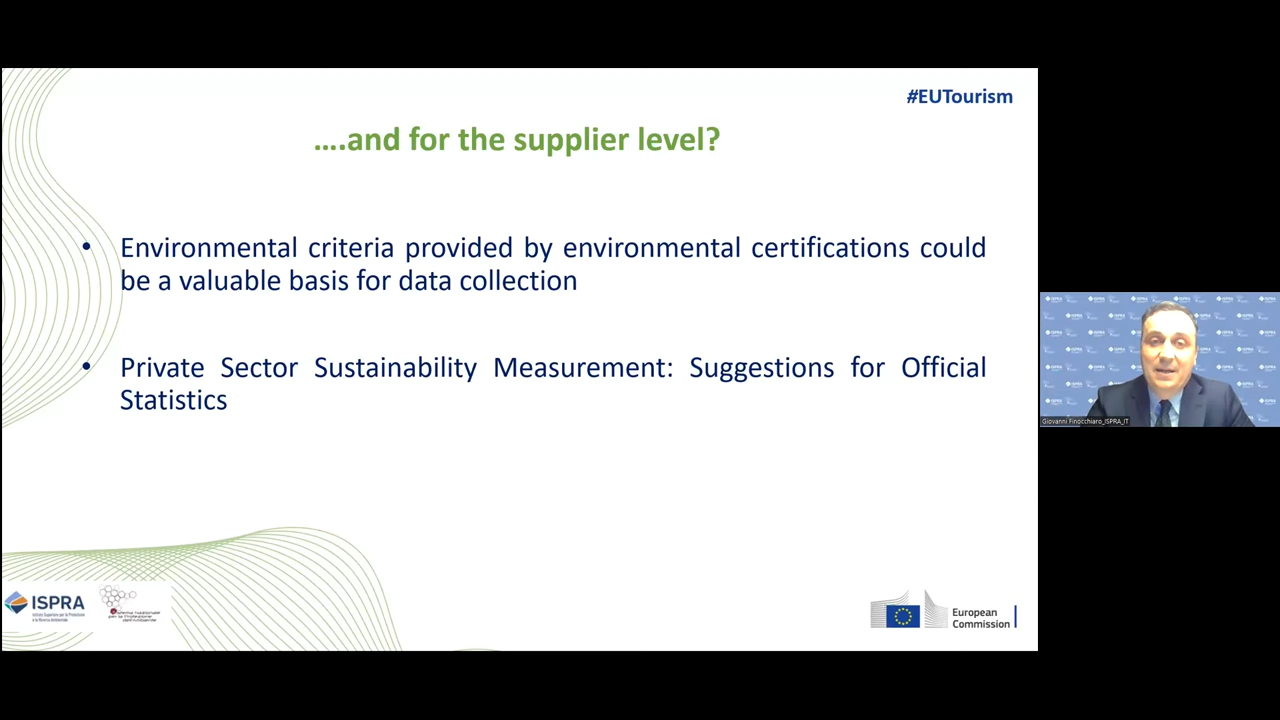 #EUTourism
….and for the supplier level?
• Environmental criteria provided by environmental certifications could
be a valuable basis for data collection
• Private Sector Sustainability Measurement: Suggestions for Official
Statistics
ISPRA
Istituto Superiore per la Protezione
e la Ricerca Ambientale
European
Commission
Giovanni Finocchiaro_ISPRA_IT